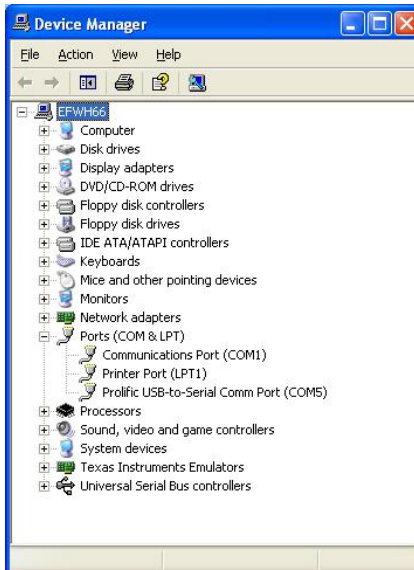 Device Manager
File Action View Help
EFWH66
Computer
Disk drives
Display adapters
DVD/CD-ROM drives
Floppy disk controllers
Floppy disk drives
IDE ATA/ATAPI controllers
Keyboards
Mice and other pointing devices
Monitors
Network adapters
Ports (COM & LPT)
Communications Port (COM1)
Printer Port (LPT1)
Prolific USB-to-Serial Comm Port (COM5)
Processors
Sound, video and game controllers
System devices
Texas Instruments Emulators
Universal Serial Bus controllers